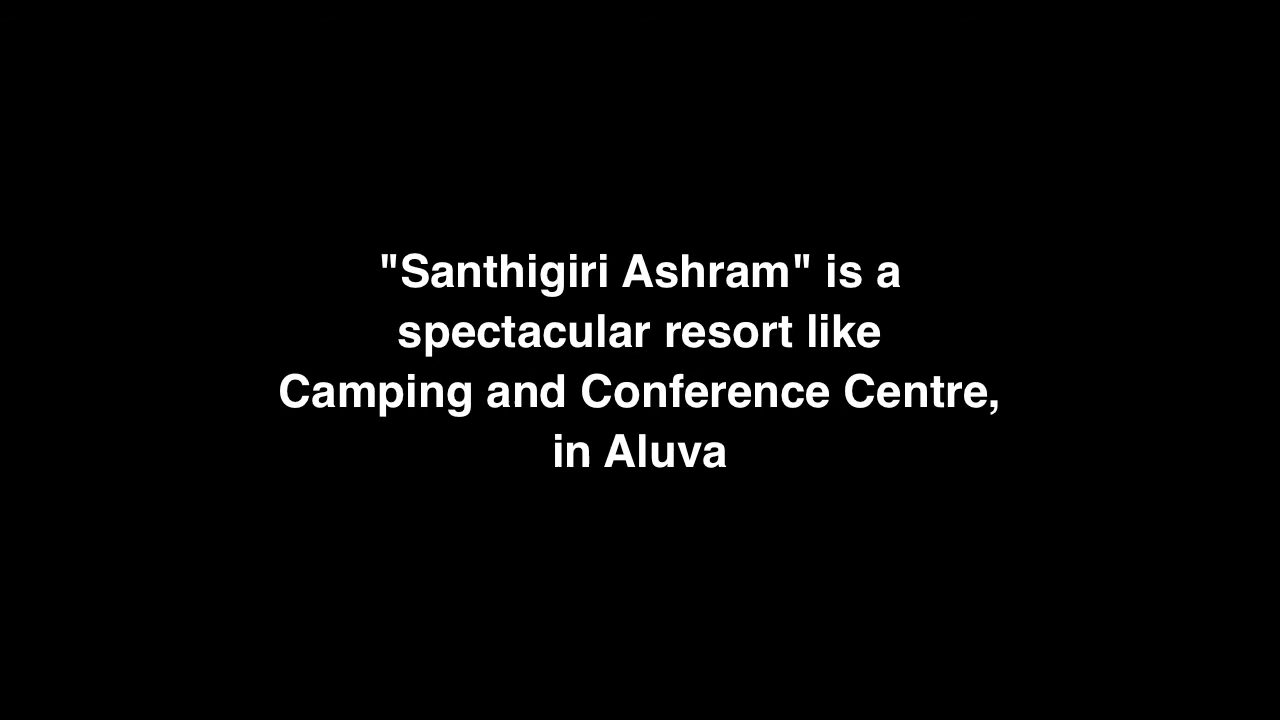 "Santhigiri Ashram" is a
spectacular resort like
Camping and Conference Centre,
in Aluva